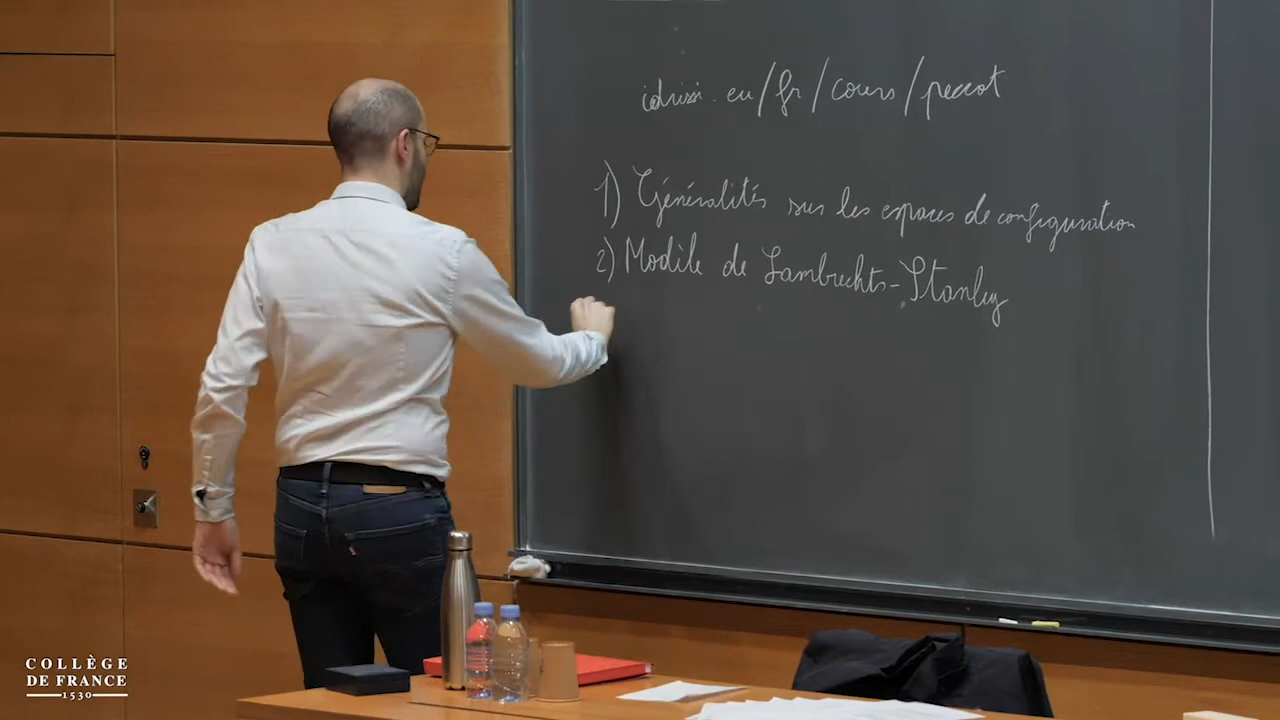 idrissi.eu/fr/cours/peccot
1) Généralités sur les espaces de configuration
2) Modèle de Lambrechts-Stanley
COLLÈGE
DE FRANCE
1530